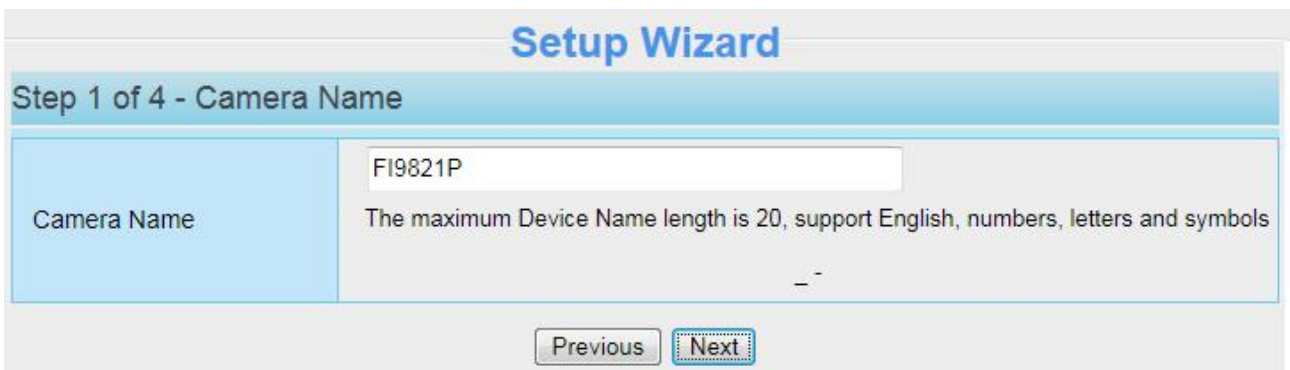 Setup Wizard
Step 1 of 4 - Camera Name
FI9821P
Camera Name
The maximum Device Name length is 20, support English, numbers, letters and symbols
_ -
Previous
Next